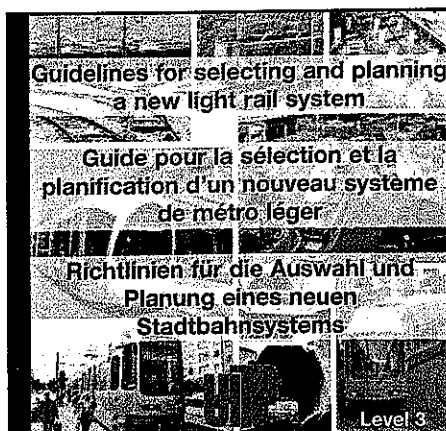 Guidelines for selecting and planning
a new light rail system
Guide pour la sélection et la
planification d'un nouveau système
de métro léger
Richtlinien für die Auswahl und
Planung eines neuen
Stadtbahnsystems
Level 3